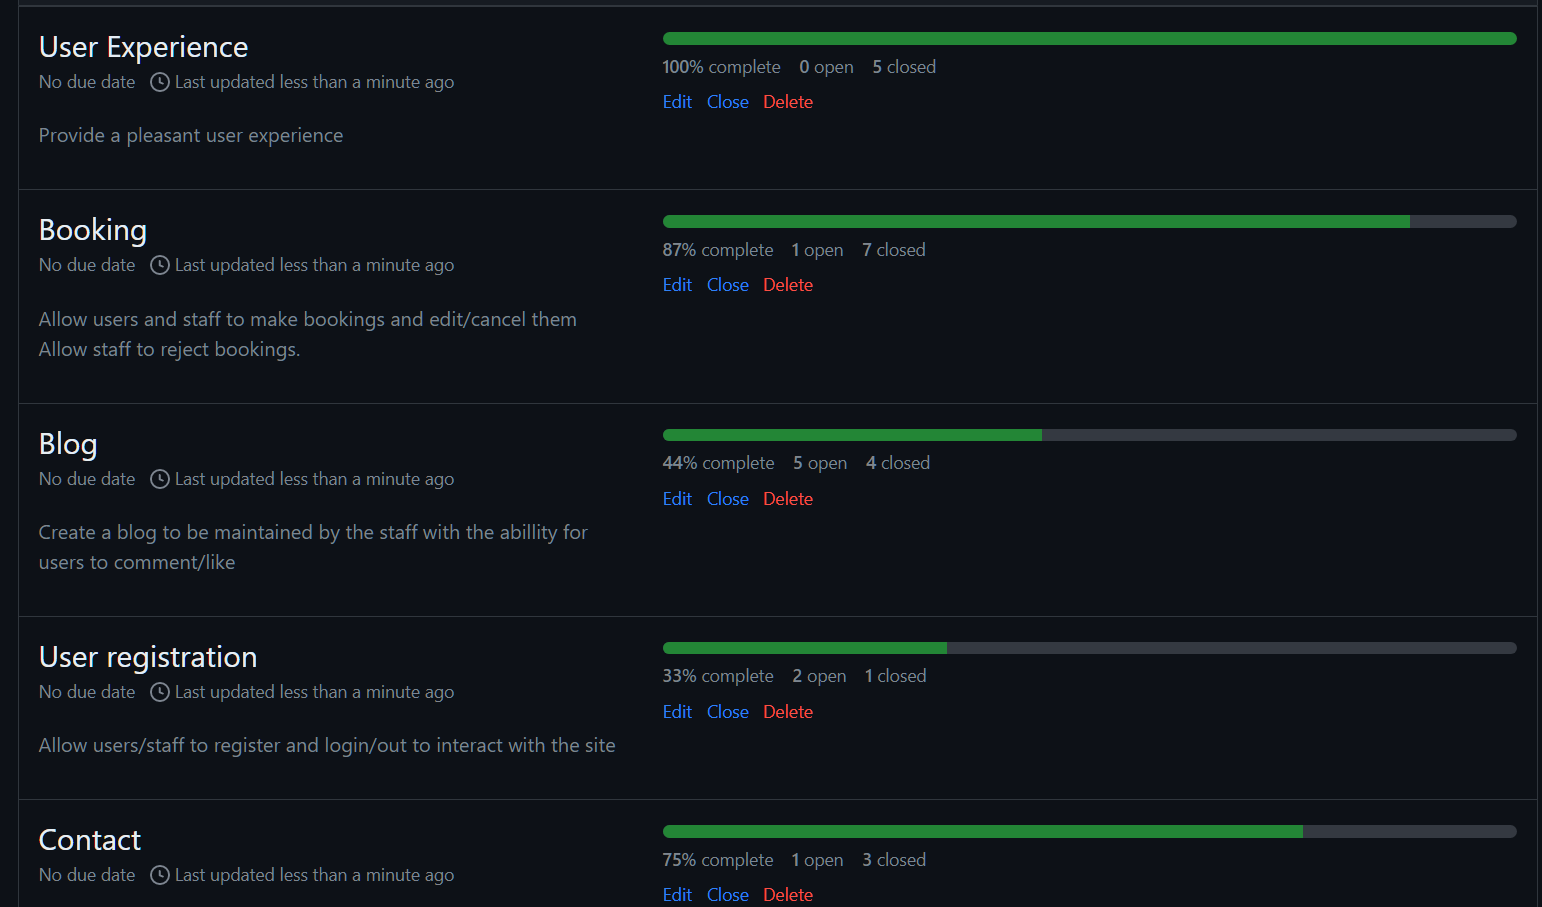 User Experience
No due date Last updated less than a minute ago
Provide a pleasant user experience
100% complete 0 open 5 closed
Edit Close Delete
Booking
No due date Last updated less than a minute ago
Allow users and staff to make bookings and edit/cancel them
Allow staff to reject bookings.
87% complete 1 open 7 closed
Edit Close Delete
Blog
No due date Last updated less than a minute ago
Create a blog to be maintained by the staff with the abillity for
users to comment/like
44% complete 5 open 4 closed
Edit Close Delete
User registration
No due date Last updated less than a minute ago
Allow users/staff to register and login/out to interact with the site
33% complete 2 open 1 closed
Edit Close Delete
Contact
No due date Last updated less than a minute ago
75% complete 1 open 3 closed
Edit Close Delete